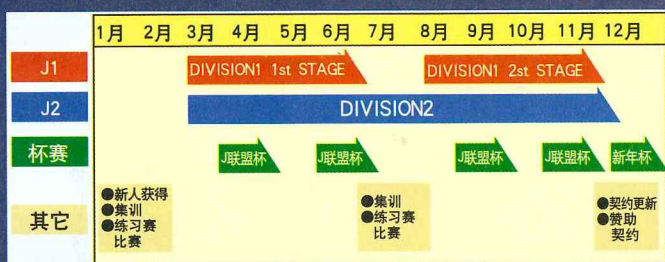 1月 2月 3月 4月 5月 6月 7月 8月 9月 10月 11月 12月
J1
DIVISION1 1st STAGE
DIVISION1 2st STAGE
J2
DIVISION2
杯赛
J联盟杯
J联盟杯
J联盟杯
J联盟杯
新年杯
其它
●新人获得
●集训
●练习赛
比赛
●集训
●练习赛
比赛
●契约更新
●赞助
契约